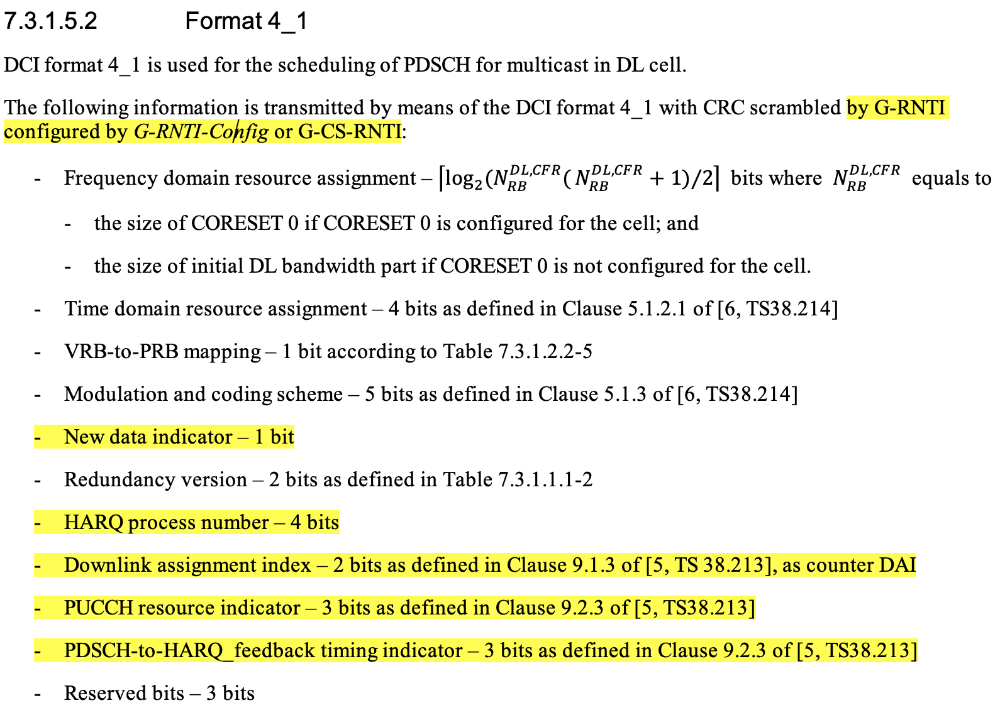 7.3.1.5.2 Format 4_1
DCI format 4_1 is used for the scheduling of PDSCH for multicast in DL cell.
The following information is transmitted by means of the DCI format 4_1 with CRC scrambled by G-RNTI
configured by G-RNTI-Config or G-CS-RNTI:
- Frequency domain resource assignment – ⌈log₂(N_RB^DL,CFR(N_RB^DL,CFR + 1)/2⌉ bits where N_RB^DL,CFR equals to
- the size of CORESET 0 if CORESET 0 is configured for the cell; and
- the size of initial DL bandwidth part if CORESET 0 is not configured for the cell.
- Time domain resource assignment – 4 bits as defined in Clause 5.1.2.1 of [6, TS38.214]
- VRB-to-PRB mapping – 1 bit according to Table 7.3.1.2.2-5
- Modulation and coding scheme – 5 bits as defined in Clause 5.1.3 of [6, TS38.214]
- New data indicator – 1 bit
- Redundancy version – 2 bits as defined in Table 7.3.1.1.1-2
- HARQ process number – 4 bits
- Downlink assignment index – 2 bits as defined in Clause 9.1.3 of [5, TS 38.213], as counter DAI
- PUCCH resource indicator – 3 bits as defined in Clause 9.2.3 of [5, TS38.213]
- PDSCH-to-HARQ_feedback timing indicator – 3 bits as defined in Clause 9.2.3 of [5, TS38.213]
- Reserved bits – 3 bits